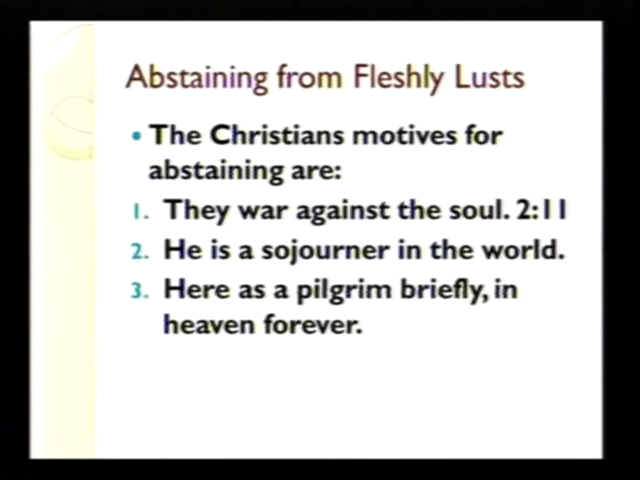 Abstaining from Fleshly Lusts
• The Christians motives for
abstaining are:
1. They war against the soul. 2:11
2. He is a sojourner in the world.
3. Here as a pilgrim briefly, in
heaven forever.